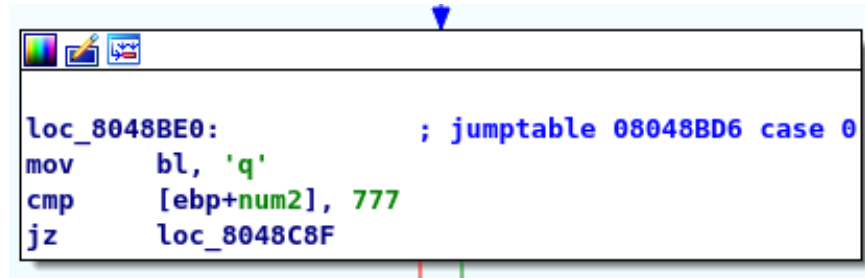 loc_8048BE0: ; jumptable 08048BD6 case 0
mov bl, 'q'
cmp [ebp+num2], 777
jz loc_8048C8F